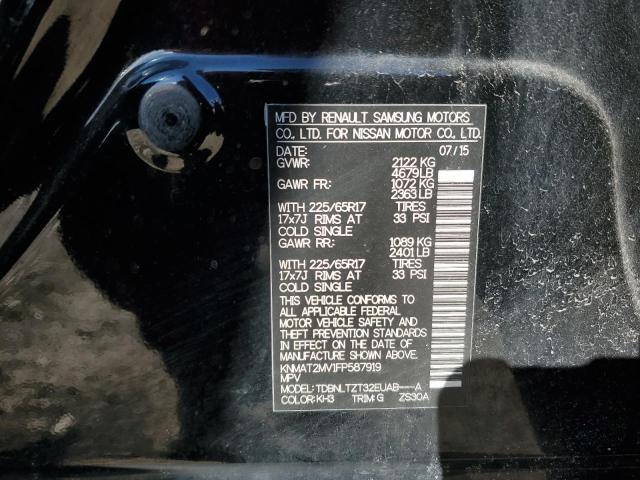 MFD BY RENAULT SAMSUNG MOTORS
CO., LTD. FOR NISSAN MOTOR CO., LTD.
DATE: 07/15
GVWR: 2122 KG
4679 LB
GAWR FR: 1072 KG
2363 LB
WITH 225/65R17 TIRES
17x7J RIMS AT 33 PSI
COLD SINGLE
GAWR RR: 1089 KG
2401 LB
WITH 225/65R17 TIRES
17x7J RIMS AT 33 PSI
COLD SINGLE
THIS VEHICLE CONFORMS TO
ALL APPLICABLE FEDERAL
MOTOR VEHICLE SAFETY AND
THEFT PREVENTION STANDARDS
IN EFFECT ON THE DATE OF
MANUFACTURE SHOWN ABOVE.
KNMAT2MV1FP587919
MPV
MODEL: TDBNLTZT32EUAB----A
COLOR: KH3 TRIM: G ZS30A